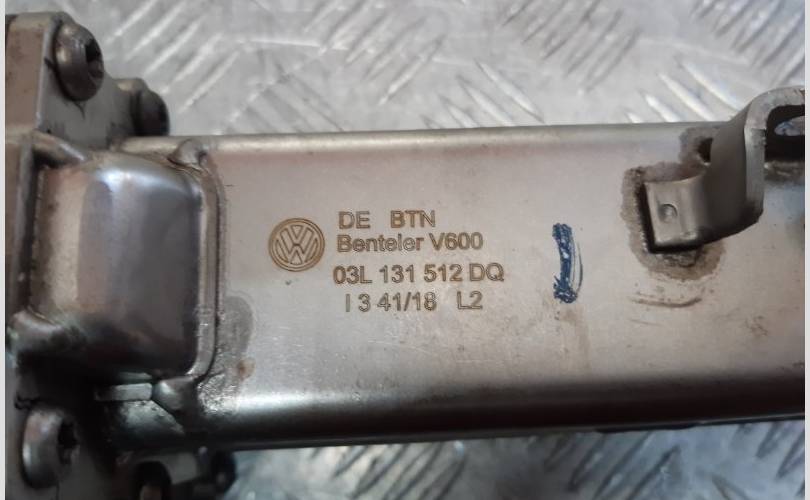 DE BTN
Benteler V600
03L 131 512 DQ
I 3 41/18 L2